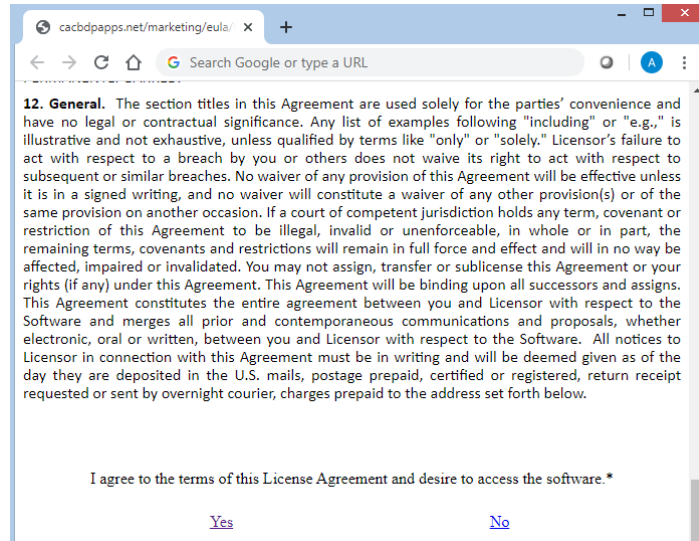 cacbdpapps.net/marketing/eula/
Search Google or type a URL
A
12. General. The section titles in this Agreement are used solely for the parties' convenience and
have no legal or contractual significance. Any list of examples following "including" or "e.g.," is
illustrative and not exhaustive, unless qualified by terms like "only" or "solely." Licensor's failure to
act with respect to a breach by you or others does not waive its right to act with respect to
subsequent or similar breaches. No waiver of any provision of this Agreement will be effective unless
it is in a signed writing, and no waiver will constitute a waiver of any other provision(s) or of the
same provision on another occasion. If a court of competent jurisdiction holds any term, covenant or
restriction of this Agreement to be illegal, invalid or unenforceable, in whole or in part, the
remaining terms, covenants and restrictions will remain in full force and effect and will in no way be
affected, impaired or invalidated. You may not assign, transfer or sublicense this Agreement or your
rights (if any) under this Agreement. This Agreement will be binding upon all successors and assigns.
This Agreement constitutes the entire agreement between you and Licensor with respect to the
Software and merges all prior and contemporaneous communications and proposals, whether
electronic, oral or written, between you and Licensor with respect to the Software. All notices to
Licensor in connection with this Agreement must be in writing and will be deemed given as of the
day they are deposited in the U.S. mails, postage prepaid, certified or registered, return receipt
requested or sent by overnight courier, charges prepaid to the address set forth below.
I agree to the terms of this License Agreement and desire to access the software.*
Yes No